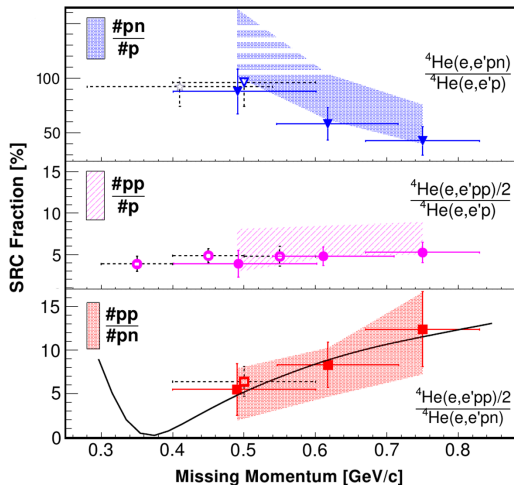 #pn
#p
⁴He(e,e'pn)
⁴He(e,e'p)
100
50
#pp
#p
⁴He(e,e'pp)/2
⁴He(e,e'p)
10
5
0
#pp
#pn
⁴He(e,e'pp)/2
⁴He(e,e'pn)
15
10
5
0
SRC Fraction [%]
0.3 0.4 0.5 0.6 0.7 0.8
Missing Momentum [GeV/c]